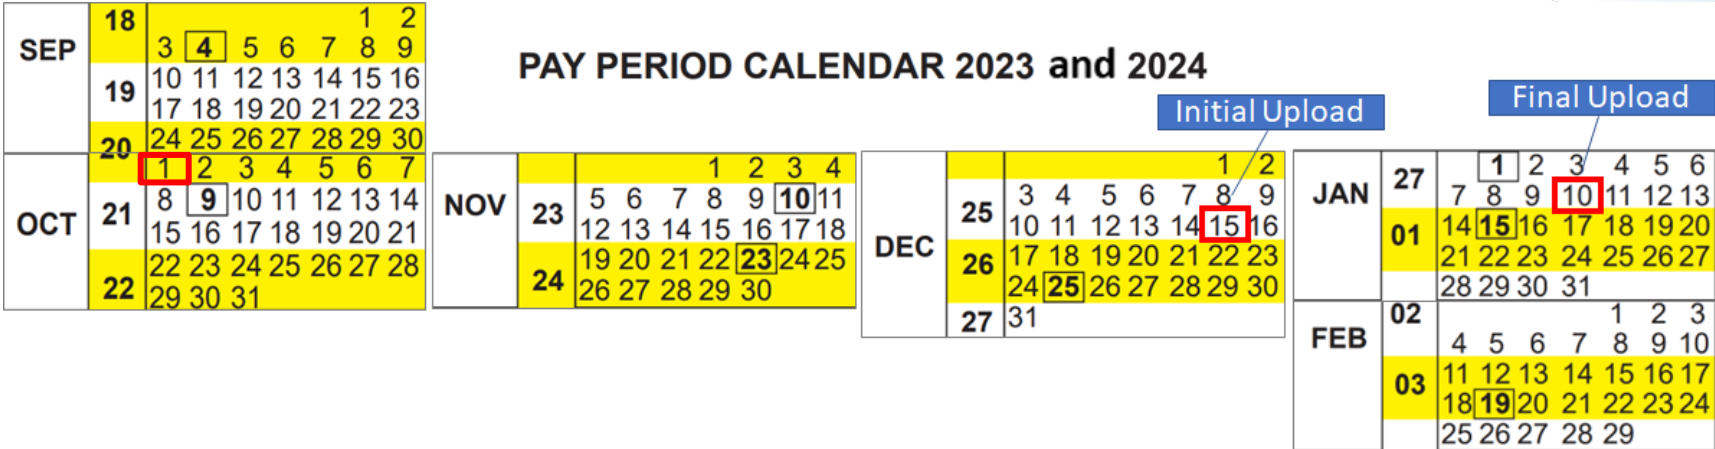 PAY PERIOD CALENDAR 2023 and 2024
SEP
18
1 2
3 4 5 6 7 8 9
19
10 11 12 13 14 15 16
17 18 19 20 21 22 23
20
24 25 26 27 28 29 30
OCT
1 2 3 4 5 6 7
21
8 9 10 11 12 13 14
15 16 17 18 19 20 21
22
22 23 24 25 26 27 28
29 30 31
NOV
1 2 3 4
23
5 6 7 8 9 10 11
12 13 14 15 16 17 18
24
19 20 21 22 23 24 25
26 27 28 29 30
Initial Upload
DEC
1 2
25
3 4 5 6 7 8 9
10 11 12 13 14 15 16
26
17 18 19 20 21 22 23
24 25 26 27 28 29 30
27
31
Final Upload
JAN
27
1 2 3 4 5 6
7 8 9 10 11 12 13
01
14 15 16 17 18 19 20
21 22 23 24 25 26 27
28 29 30 31
FEB
02
1 2 3
4 5 6 7 8 9 10
03
11 12 13 14 15 16 17
18 19 20 21 22 23 24
25 26 27 28 29